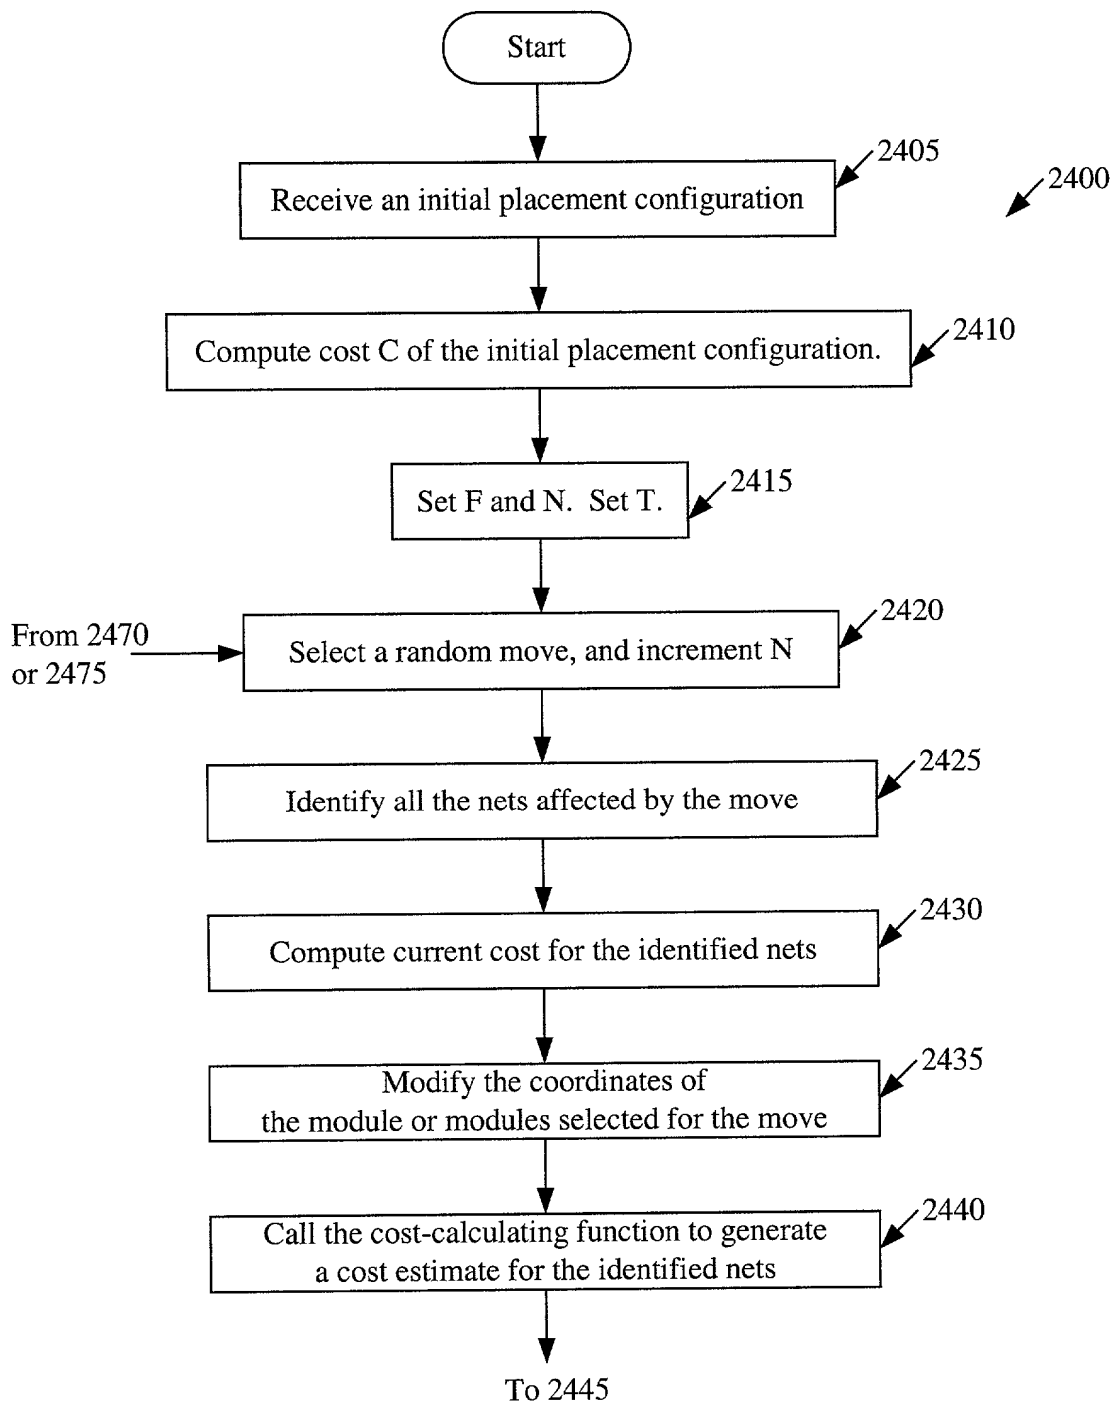 Start
2405
2400
Receive an initial placement configuration
2410
Compute cost C of the initial placement configuration.
2415
Set F and N.  Set T.
2420
From 2470
or 2475
Select a random move, and increment N
2425
Identify all the nets affected by the move
2430
Compute current cost for the identified nets
2435
Modify the coordinates of
the module or modules selected for the move
2440
Call the cost-calculating function to generate
a cost estimate for the identified nets
To 2445